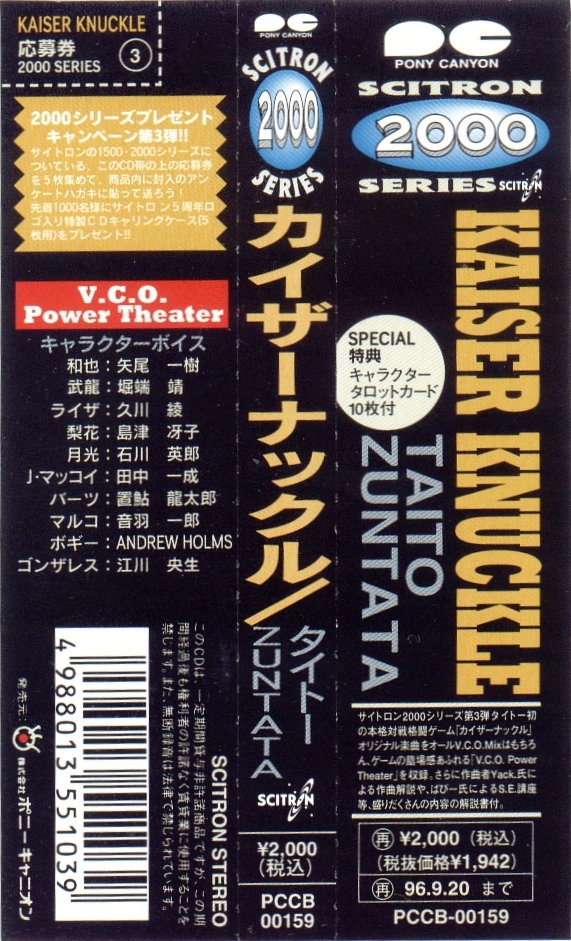 KAISER KNUCKLE
応募券
2000 SERIES
3
2000シリーズプレゼント
キャンペーン第3弾!!
サイトロンの1500・2000シリーズに
ついている、このCD帯の上の応募券
を5枚集めて、商品内に封入のアン
ケートハガキに貼って送ろう!
先着1000名様にサイトロン5周年ロ
ゴ入り特製CDキャリングケース(5
枚用)をプレゼント!!
V.C.O.
Power Theater
キャラクターボイス
和也:矢尾 一樹
武龍:堀端 靖
ライザ:久川 綾
梨花:島津 冴子
月光:石川 英郎
J・マッコイ:田中 一成
バーツ:置鮎 龍太郎
マルコ:音羽 一郎
ボギー:ANDREW HOLMS
ゴンザレス:江川 央生
4 988013 551039
発売元:
株式会社 ポニーキャニオン
このCDは、一定期間貸与非許諾商品ですが、この期
間経過後も権利者の許諾なく賃貸業に使用することを
禁じます。また、無断録音は法律で禁じられています。
SCITRON STEREO
PONY CANYON
SCITRON
2000
SERIES
カイザーナックル/
タイトー
ZUNTATA
SCITRON
¥2,000
(税込)
PCCB
00159
PONY CANYON
SCITRON
2000
SERIES
SCITRON
KAISER KNUCKLE
SPECIAL
特典
キャラクター
タロットカード
10枚付
TAITO
ZUNTATA
サイトロン2000シリーズ第3弾タイトー初
の本格対戦格闘ゲーム「カイザーナックル」
オリジナル楽曲をオールV.C.O.Mixはもちろ
ん、ゲームの臨場感あふれる「V.C.O. Power
Theater」を収録。さらに作曲者Yack.氏に
よる作曲解説や、ぱぴー氏によるS.E.講座
等、盛りだくさんの内容の解説書付。
再 ¥2,000(税込)
(税抜価格¥1,942)
再 96.9.20 まで
PCCB-00159